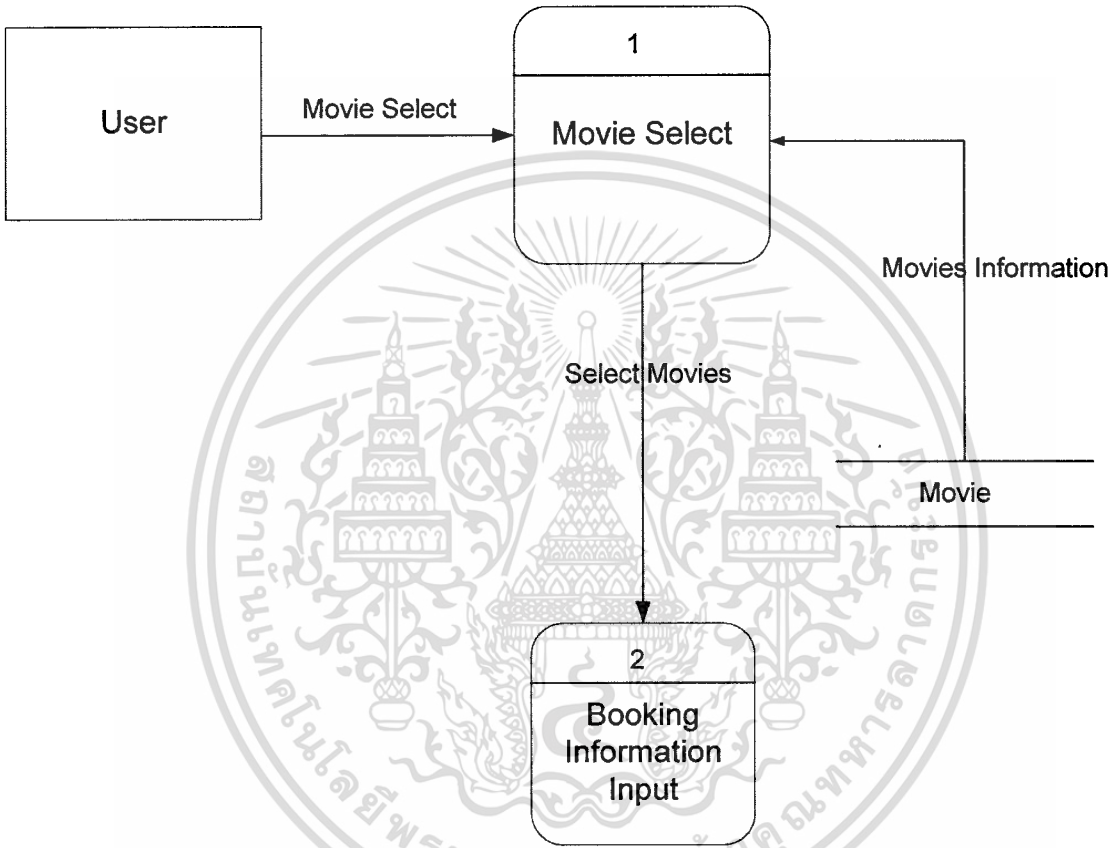 1
User
Movie Select
Movie Select
Movies Information
Select Movies
Movie
2
Booking
Information
Input